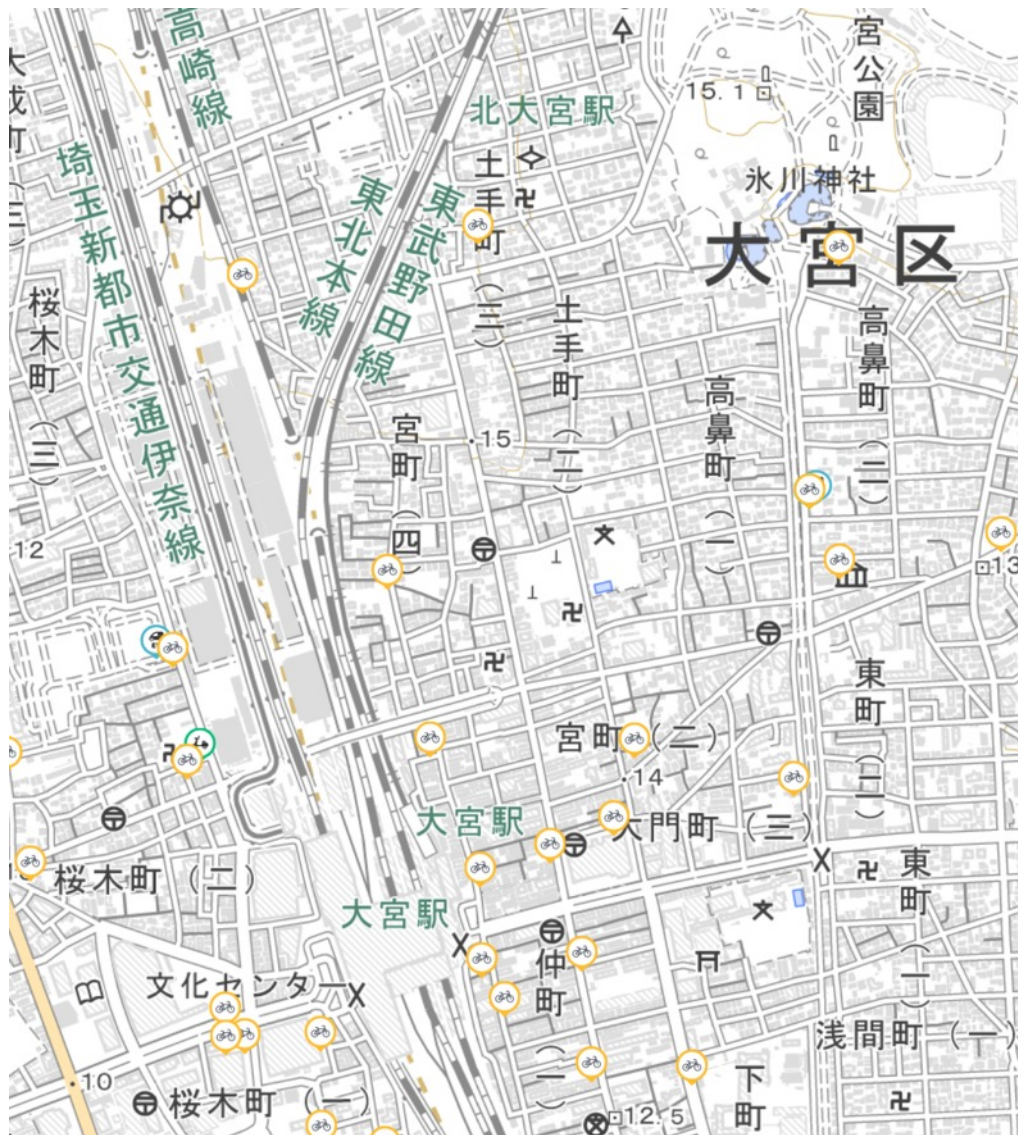 高崎線
大成町(三)
宮公園
15.1
北大宮駅
埼玉新都市交通伊奈線
土手町(三)
氷川神社
東武野田線
東北本線
大宮区
桜木町(三)
土手町(二)
高鼻町(二)
高鼻町(一)
宮町(四)
15
12
13
東町(二)
宮町(二)
14
大宮駅
大門町(三)
桜木町(二)
東町(一)
大宮駅
仲町(二)
文化センター
浅間町(一)
10
桜木町(一)
下町
12.5